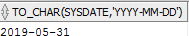 TO_CHAR(SYSDATE,'YYYY-MM-DD')
2019-05-31